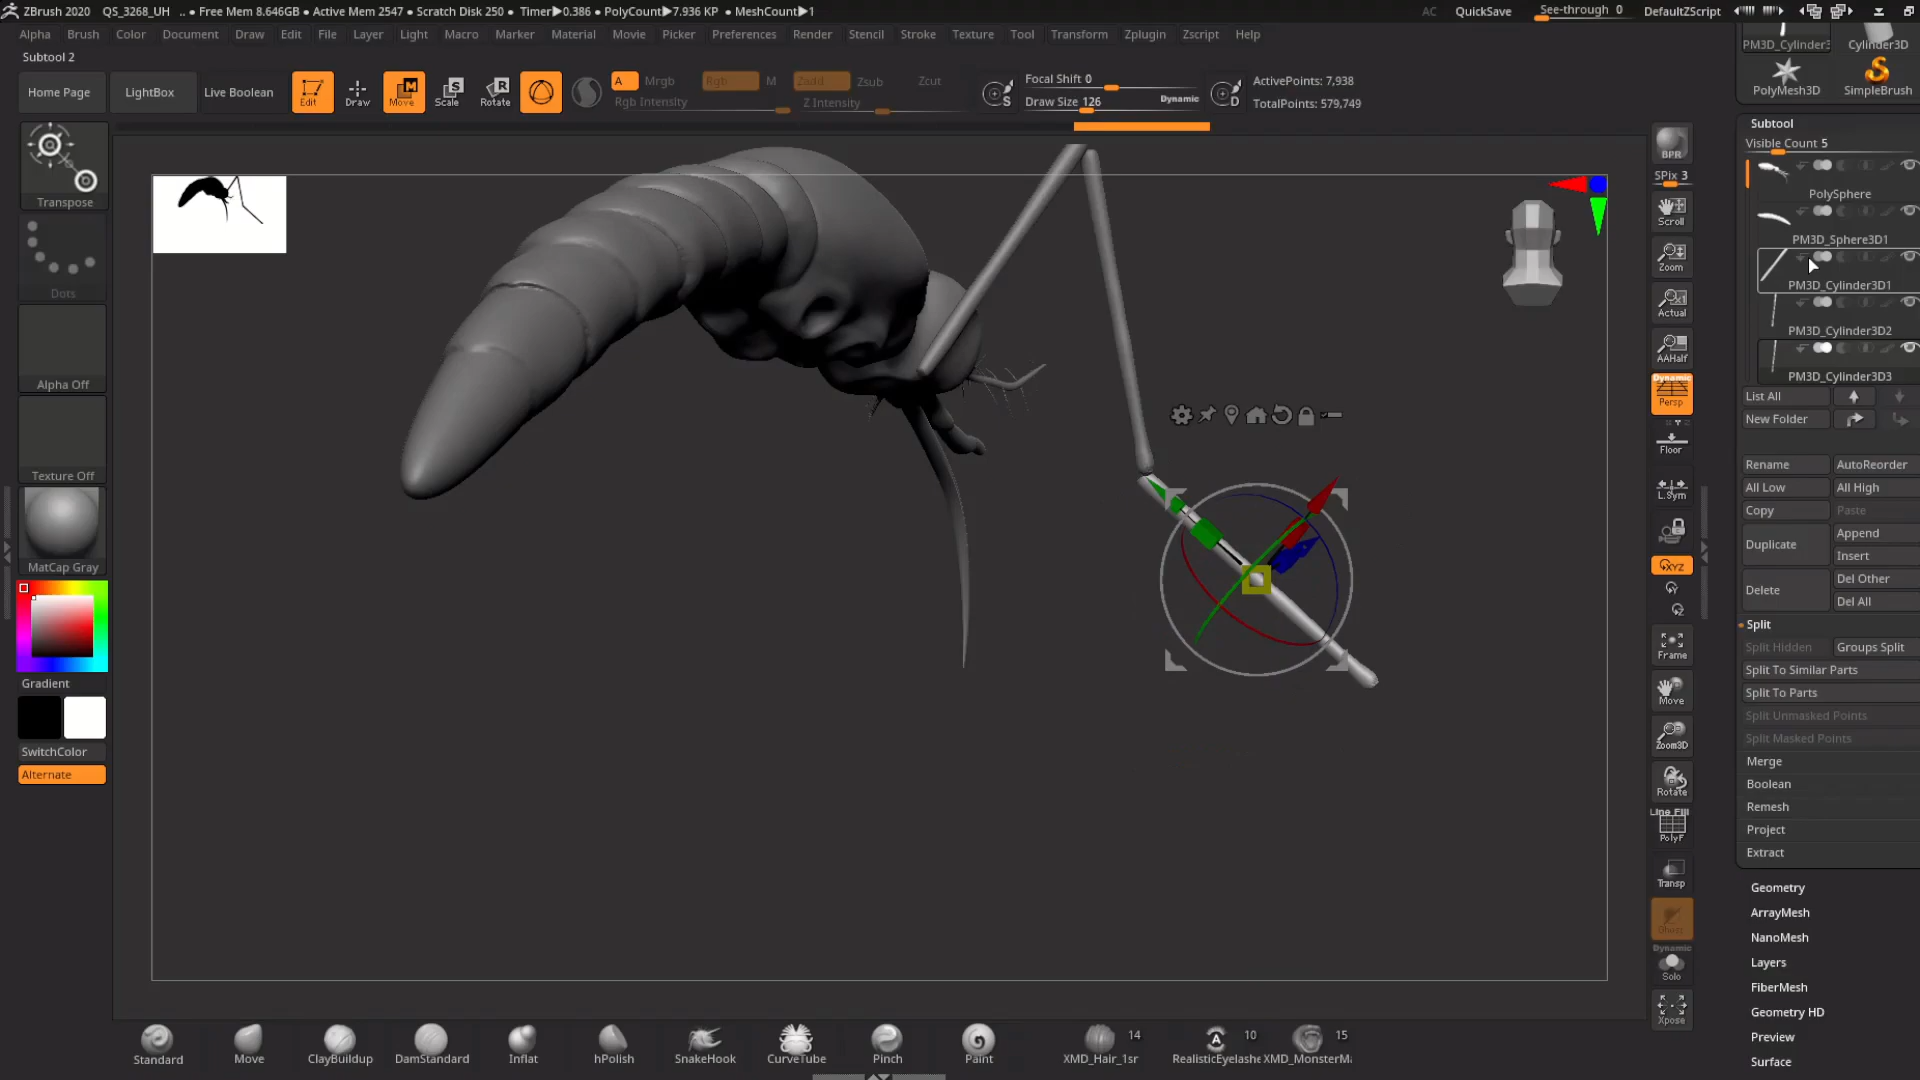 ZBrush 2020 QS_3268_UH .. • Free Mem 8.646GB • Active Mem 2547 • Scratch Disk 250 • Timer▶0.386 • PolyCount▶7.936 KP • MeshCount▶1 AC QuickSave See-through 0 DefaultZScript
Alpha Brush Color Document Draw Edit File Layer Light Macro Marker Material Movie Picker Preferences Render Stencil Stroke Texture Tool Transform Zplugin Zscript Help
Subtool 2
Home Page LightBox Live Boolean Edit Draw Move Scale Rotate
A Mrgb Rgb M Zadd Zsub Zcut
Rgb Intensity Z Intensity
Focal Shift 0
Draw Size 126 Dynamic
ActivePoints: 7,938
TotalPoints: 579,749
Transpose
Dots
Alpha Off
Texture Off
MatCap Gray
Gradient
SwitchColor
Alternate
BPR
SPix 3
Scroll
Zoom
Actual
AAHalf
Dynamic
Persp
Floor
L.Sym
XYZ
Frame
Move
Zoom3D
Rotate
Line Fill
PolyF
Transp
Ghost
Dynamic
Solo
Xpose
PM3D_Cylinder3 Cylinder3D
PolyMesh3D SimpleBrush
Subtool
Visible Count 5
PolySphere
PM3D_Sphere3D1
PM3D_Cylinder3D1
PM3D_Cylinder3D2
PM3D_Cylinder3D3
List All
New Folder
Rename AutoReorder
All Low All High
Copy Paste
Duplicate Append
Insert
Delete Del Other
Del All
Split
Split Hidden Groups Split
Split To Similar Parts
Split To Parts
Split Unmasked Points
Split Masked Points
Merge
Boolean
Remesh
Project
Extract
Geometry
ArrayMesh
NanoMesh
Layers
FiberMesh
Geometry HD
Preview
Surface
14 10 15
Standard Move ClayBuildup DamStandard Inflat hPolish SnakeHook CurveTube Pinch Paint XMD_Hair_1sr RealisticEyelashe XMD_MonsterMa